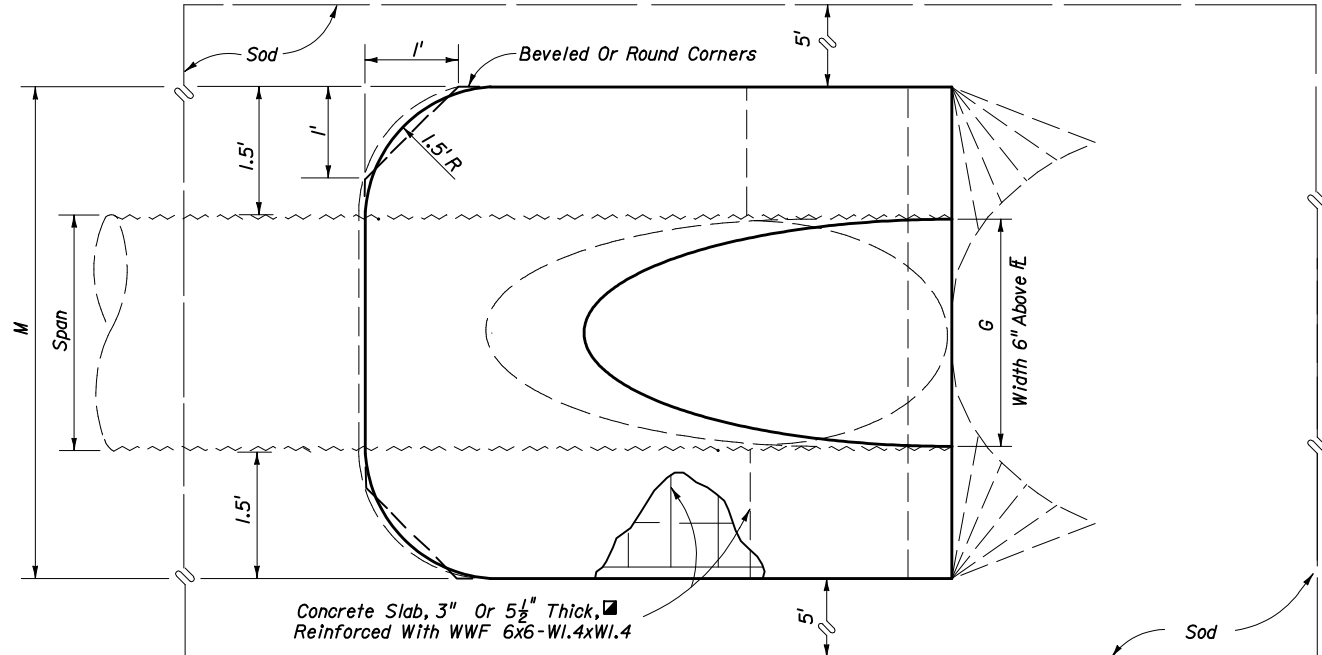 Sod
1'
Beveled Or Round Corners
5'
1.5'
1'
1.5' R
M
Span
G
Width 6" Above ℄
1.5'
Concrete Slab, 3" Or 5½" Thick,
Reinforced With WWF 6x6-W1.4xW1.4
5'
Sod